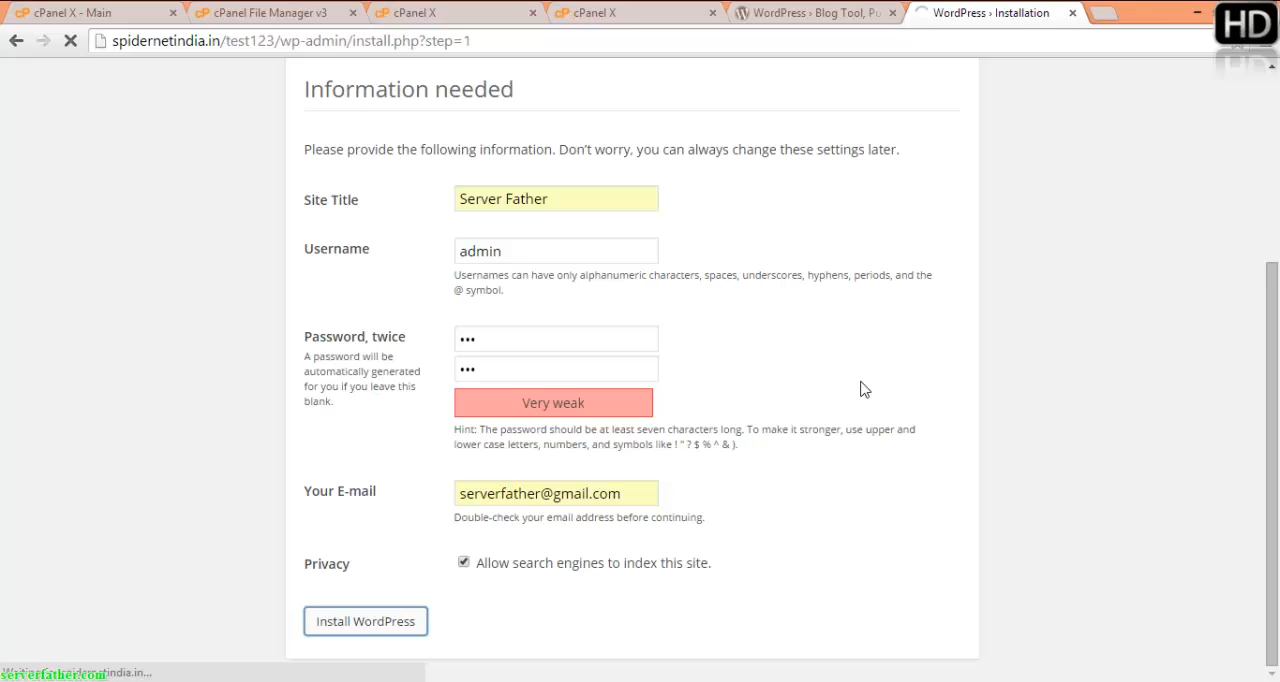 cPanel X - Main
cPanel File Manager v3
cPanel X
cPanel X
WordPress › Blog Tool, Pu
WordPress › Installation
HD
spidernetindia.in/test123/wp-admin/install.php?step=1
Information needed
Please provide the following information. Don't worry, you can always change these settings later.
Site Title
Server Father
Username
admin
Usernames can have only alphanumeric characters, spaces, underscores, hyphens, periods, and the
@ symbol.
Password, twice
A password will be
automatically generated
for you if you leave this
blank.
•••
•••
Very weak
Hint: The password should be at least seven characters long. To make it stronger, use upper and
lower case letters, numbers, and symbols like ! " ? $ % ^ & ).
Your E-mail
serverfather@gmail.com
Double-check your email address before continuing.
Privacy
Allow search engines to index this site.
Install WordPress
serverfather.com